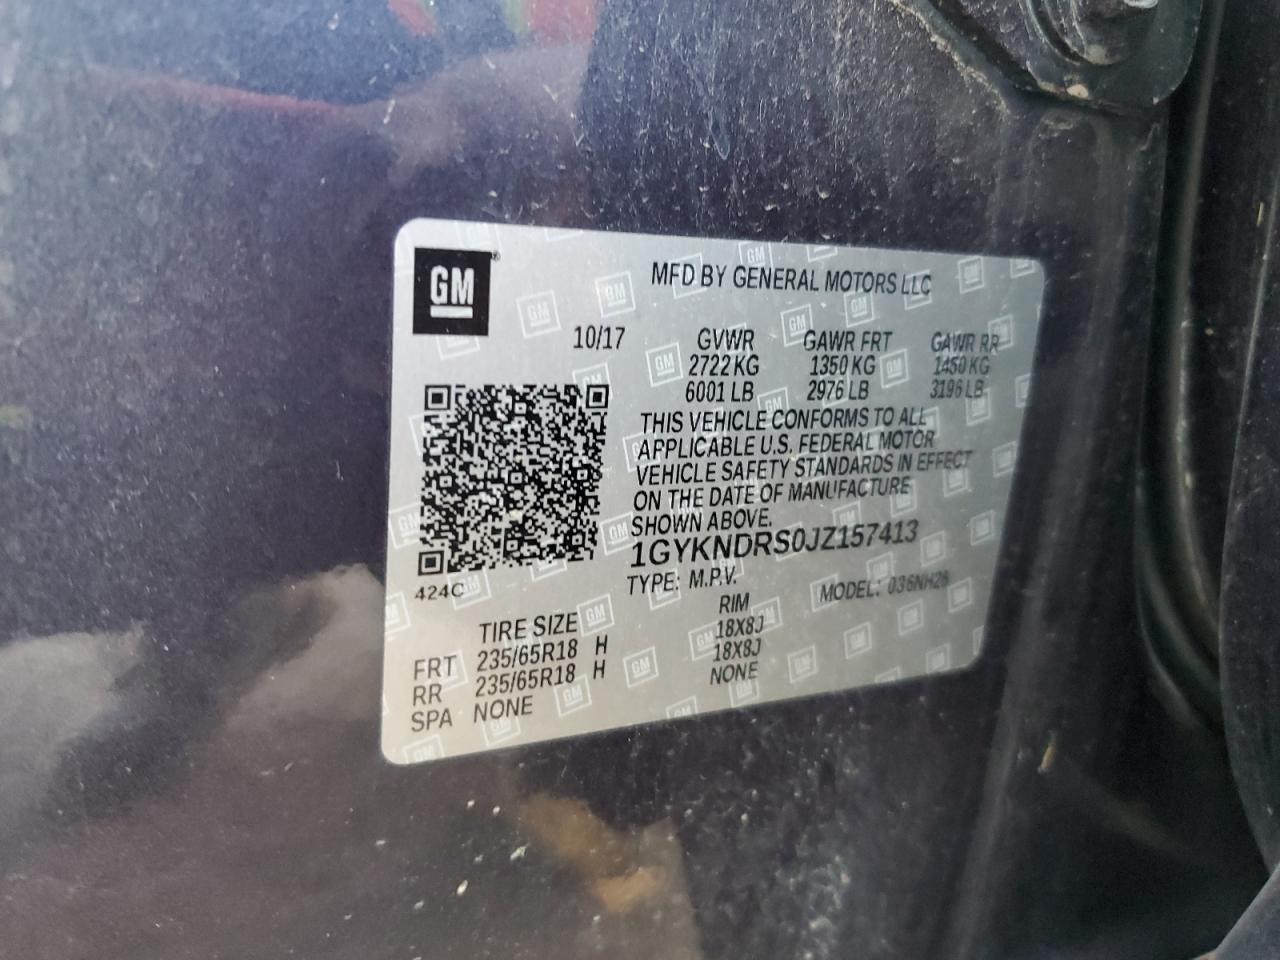 GM
MFD BY GENERAL MOTORS LLC
10/17 GVWR GAWR FRT GAWR RR
2722 KG 1350 KG 1450 KG
6001 LB 2976 LB 3196 LB
THIS VEHICLE CONFORMS TO ALL
APPLICABLE U.S. FEDERAL MOTOR
VEHICLE SAFETY STANDARDS IN EFFECT
ON THE DATE OF MANUFACTURE
SHOWN ABOVE.
1GYKNDRS0JZ157413
TYPE: M.P.V. MODEL: 036NH26
424C
TIRE SIZE RIM
FRT 235/65R18 H 18X8J
RR 235/65R18 H 18X8J
SPA NONE NONE